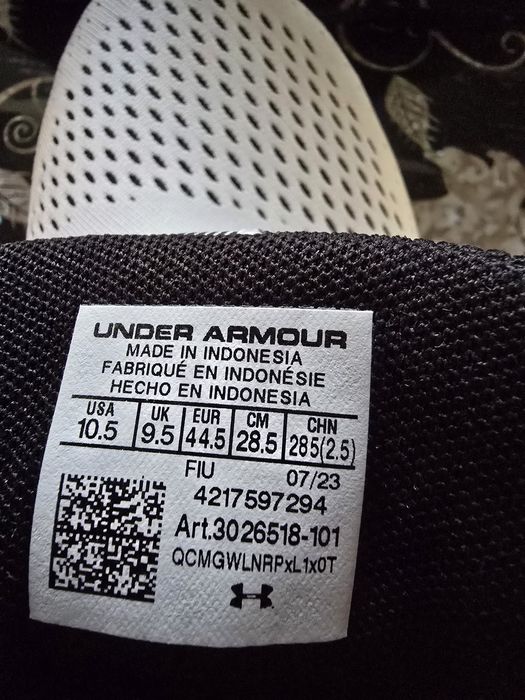 UNDER ARMOUR
MADE IN INDONESIA
FABRIQUÉ EN INDONÉSIE
HECHO EN INDONESIA
USA UK EUR CM CHN
10.5 9.5 44.5 28.5 285(2.5)
FIU 07/23
4217597294
Art.3026518-101
QCMGWLNRPxL1x0T